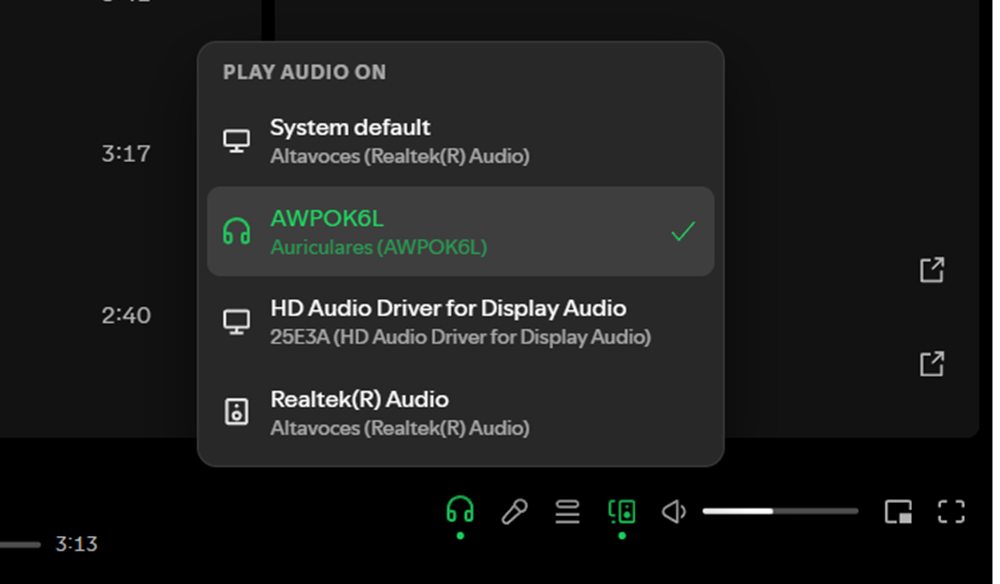 PLAY AUDIO ON
System default
Altavoces (Realtek(R) Audio)
3:17
AWPOK6L
Auriculares (AWPOK6L)
HD Audio Driver for Display Audio
2:40
25E3A (HD Audio Driver for Display Audio)
Realtek(R) Audio
Altavoces (Realtek(R) Audio)
3:13